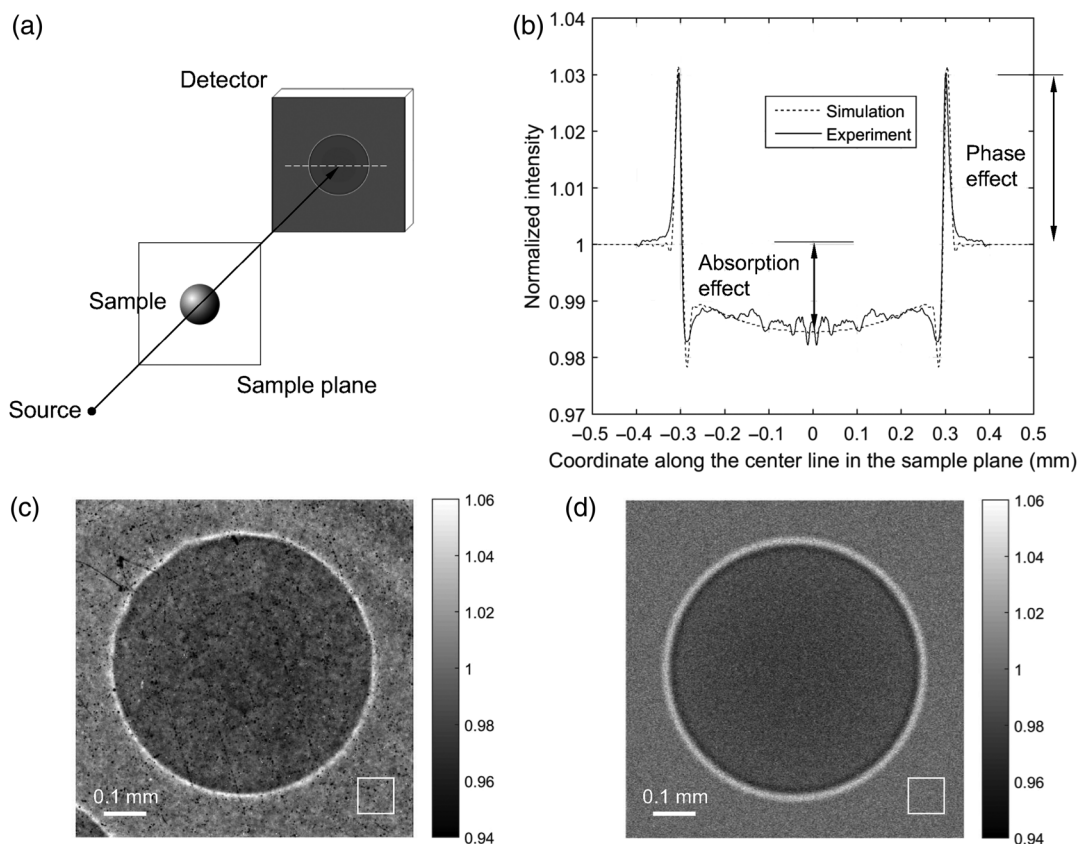 (a)
Detector
Sample
Sample plane
Source
(b)
1.04
1.03
1.02
1.01
1
0.99
0.98
0.97
Normalized intensity
Simulation
Experiment
Phase
effect
Absorption
effect
−0.5 −0.4 −0.3 −0.2 −0.1 0 0.1 0.2 0.3 0.4 0.5
Coordinate along the center line in the sample plane (mm)
(c)
0.1 mm
1.06
1.04
1.02
1
0.98
0.96
0.94
(d)
0.1 mm
1.06
1.04
1.02
1
0.98
0.96
0.94